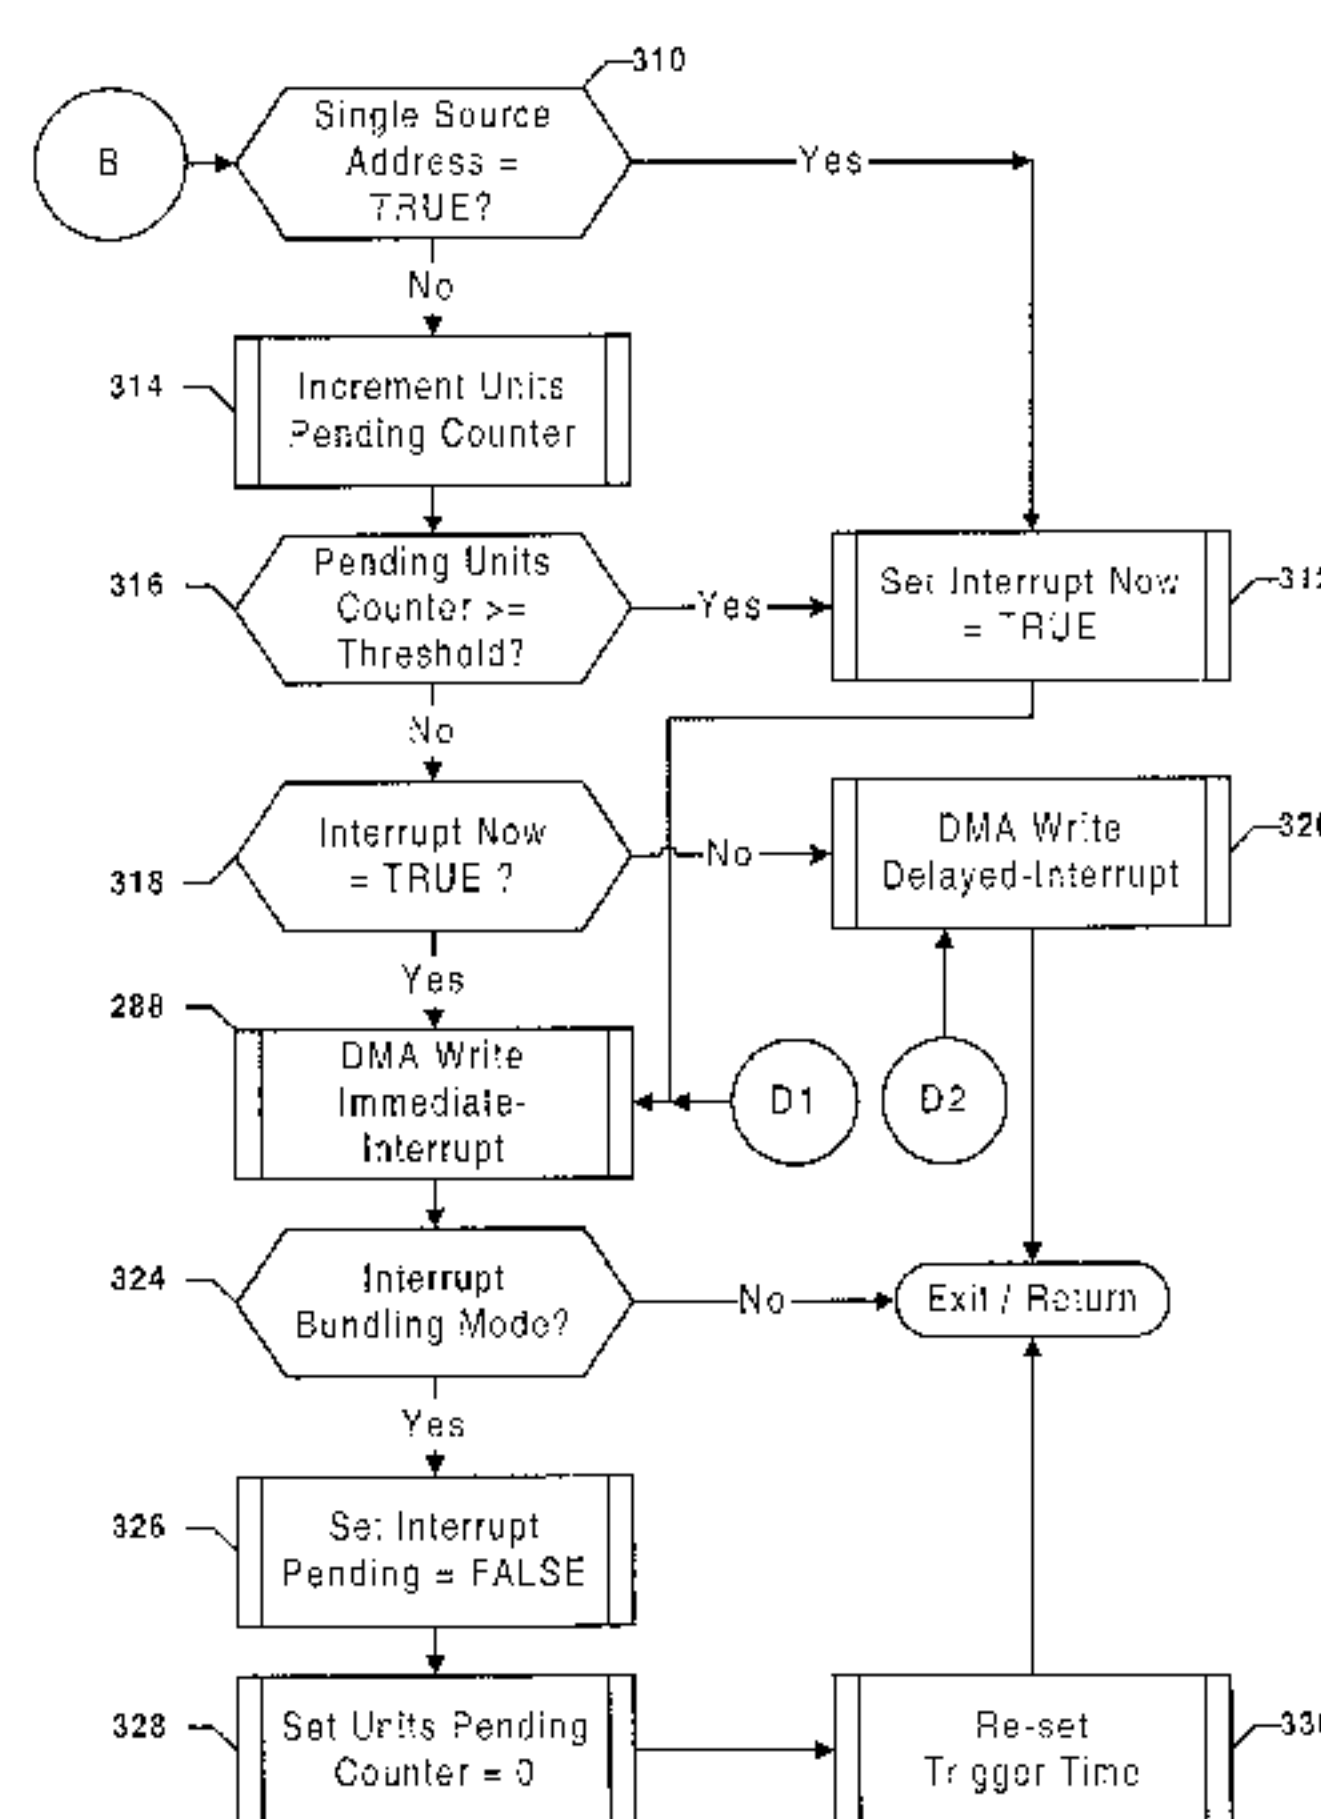 310
B
Single Source
Address =
TRUE?
Yes
No
314
Increment Units
Pending Counter
316
Pending Units
Counter >=
Threshold?
Yes
Set Interrupt Now
= TRUE
No
318
Interrupt Now
= TRUE ?
No
DMA Write
Delayed-Interrupt
Yes
288
DMA Write
Immediate-
Interrupt
D1
D2
324
Interrupt
Bundling Mode?
No
Exit / Return
Yes
326
Set Interrupt
Pending = FALSE
328
Set Units Pending
Counter = 0
Re-set
Trigger Time